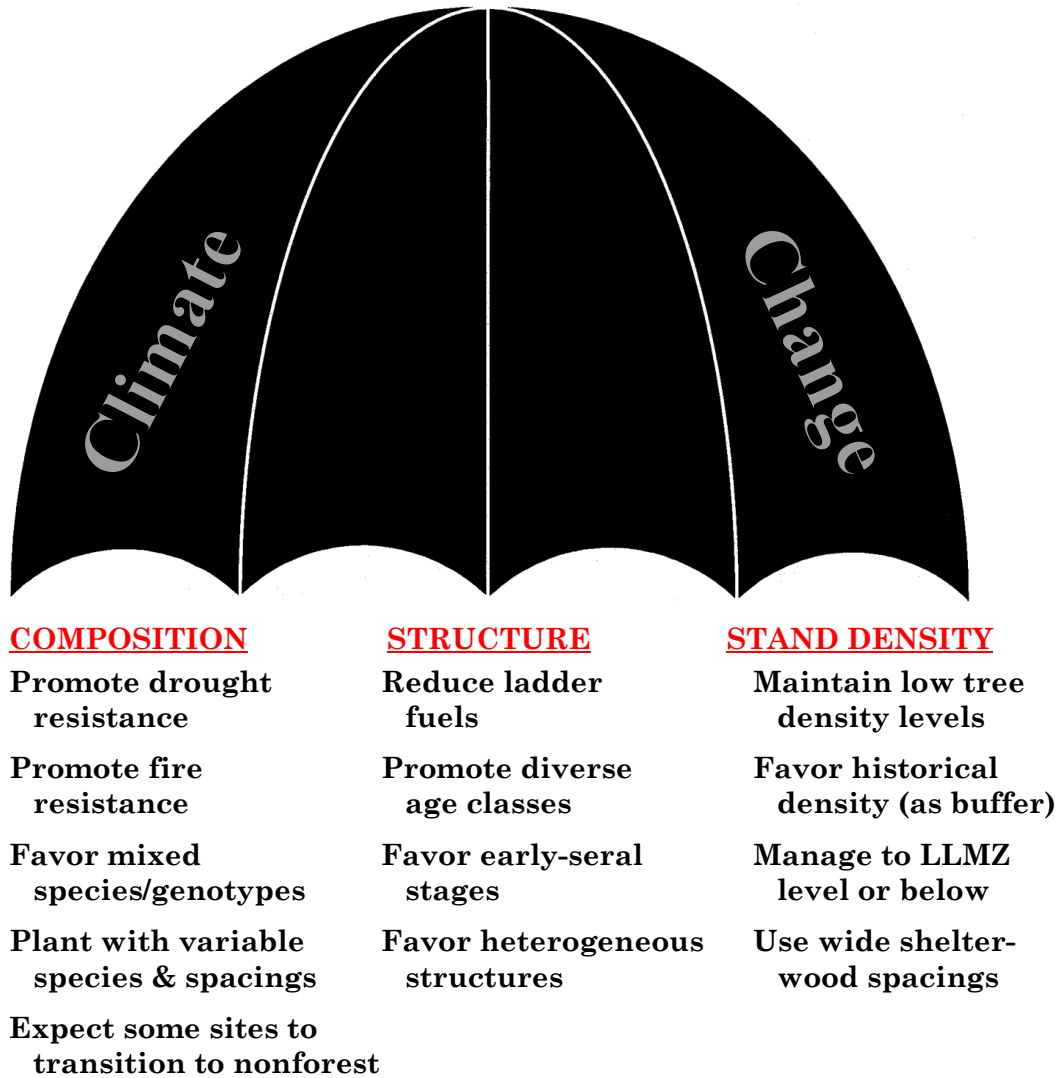 Climate
Change
COMPOSITION
Promote drought
resistance
Promote fire
resistance
Favor mixed
species/genotypes
Plant with variable
species & spacings
Expect some sites to
transition to nonforest
STRUCTURE
Reduce ladder
fuels
Promote diverse
age classes
Favor early-seral
stages
Favor heterogeneous
structures
STAND DENSITY
Maintain low tree
density levels
Favor historical
density (as buffer)
Manage to LLMZ
level or below
Use wide shelter-
wood spacings